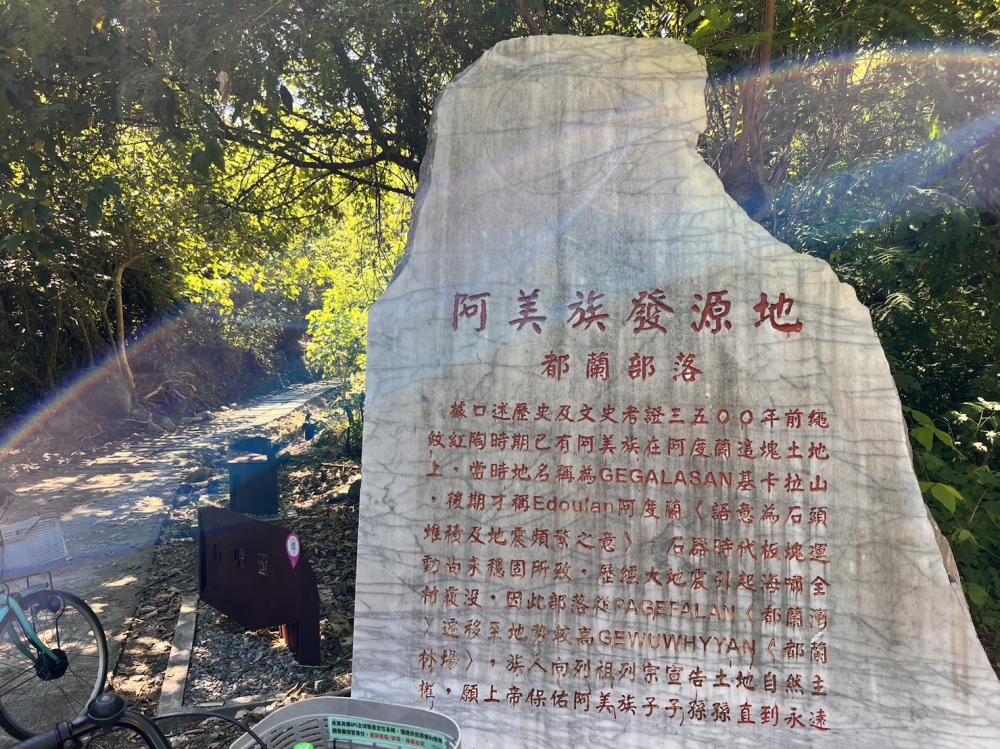 阿美族發源地
都蘭部落
據口述歷史及文史考證三五〇〇年前繩
紋紅陶時期已有阿美族在阿度蘭這塊土地
上，當時地名稱為GEGALASAN基卡拉山
，後期才稱Edoulan阿度蘭〈語意為石頭
堆積及地震頻繁之意〉，石器時代板塊運
動尚未穩固所致，歷經大地震引起海嘯全
村覆没，因此部落從PAGEFALAN〈都蘭灣
〉遷移至地勢較高GEWUWHYYAN〈都蘭
林場〉，族人向列祖列宗宣告土地自然主
權，願上帝保佑阿美族子子孫孫直到永遠